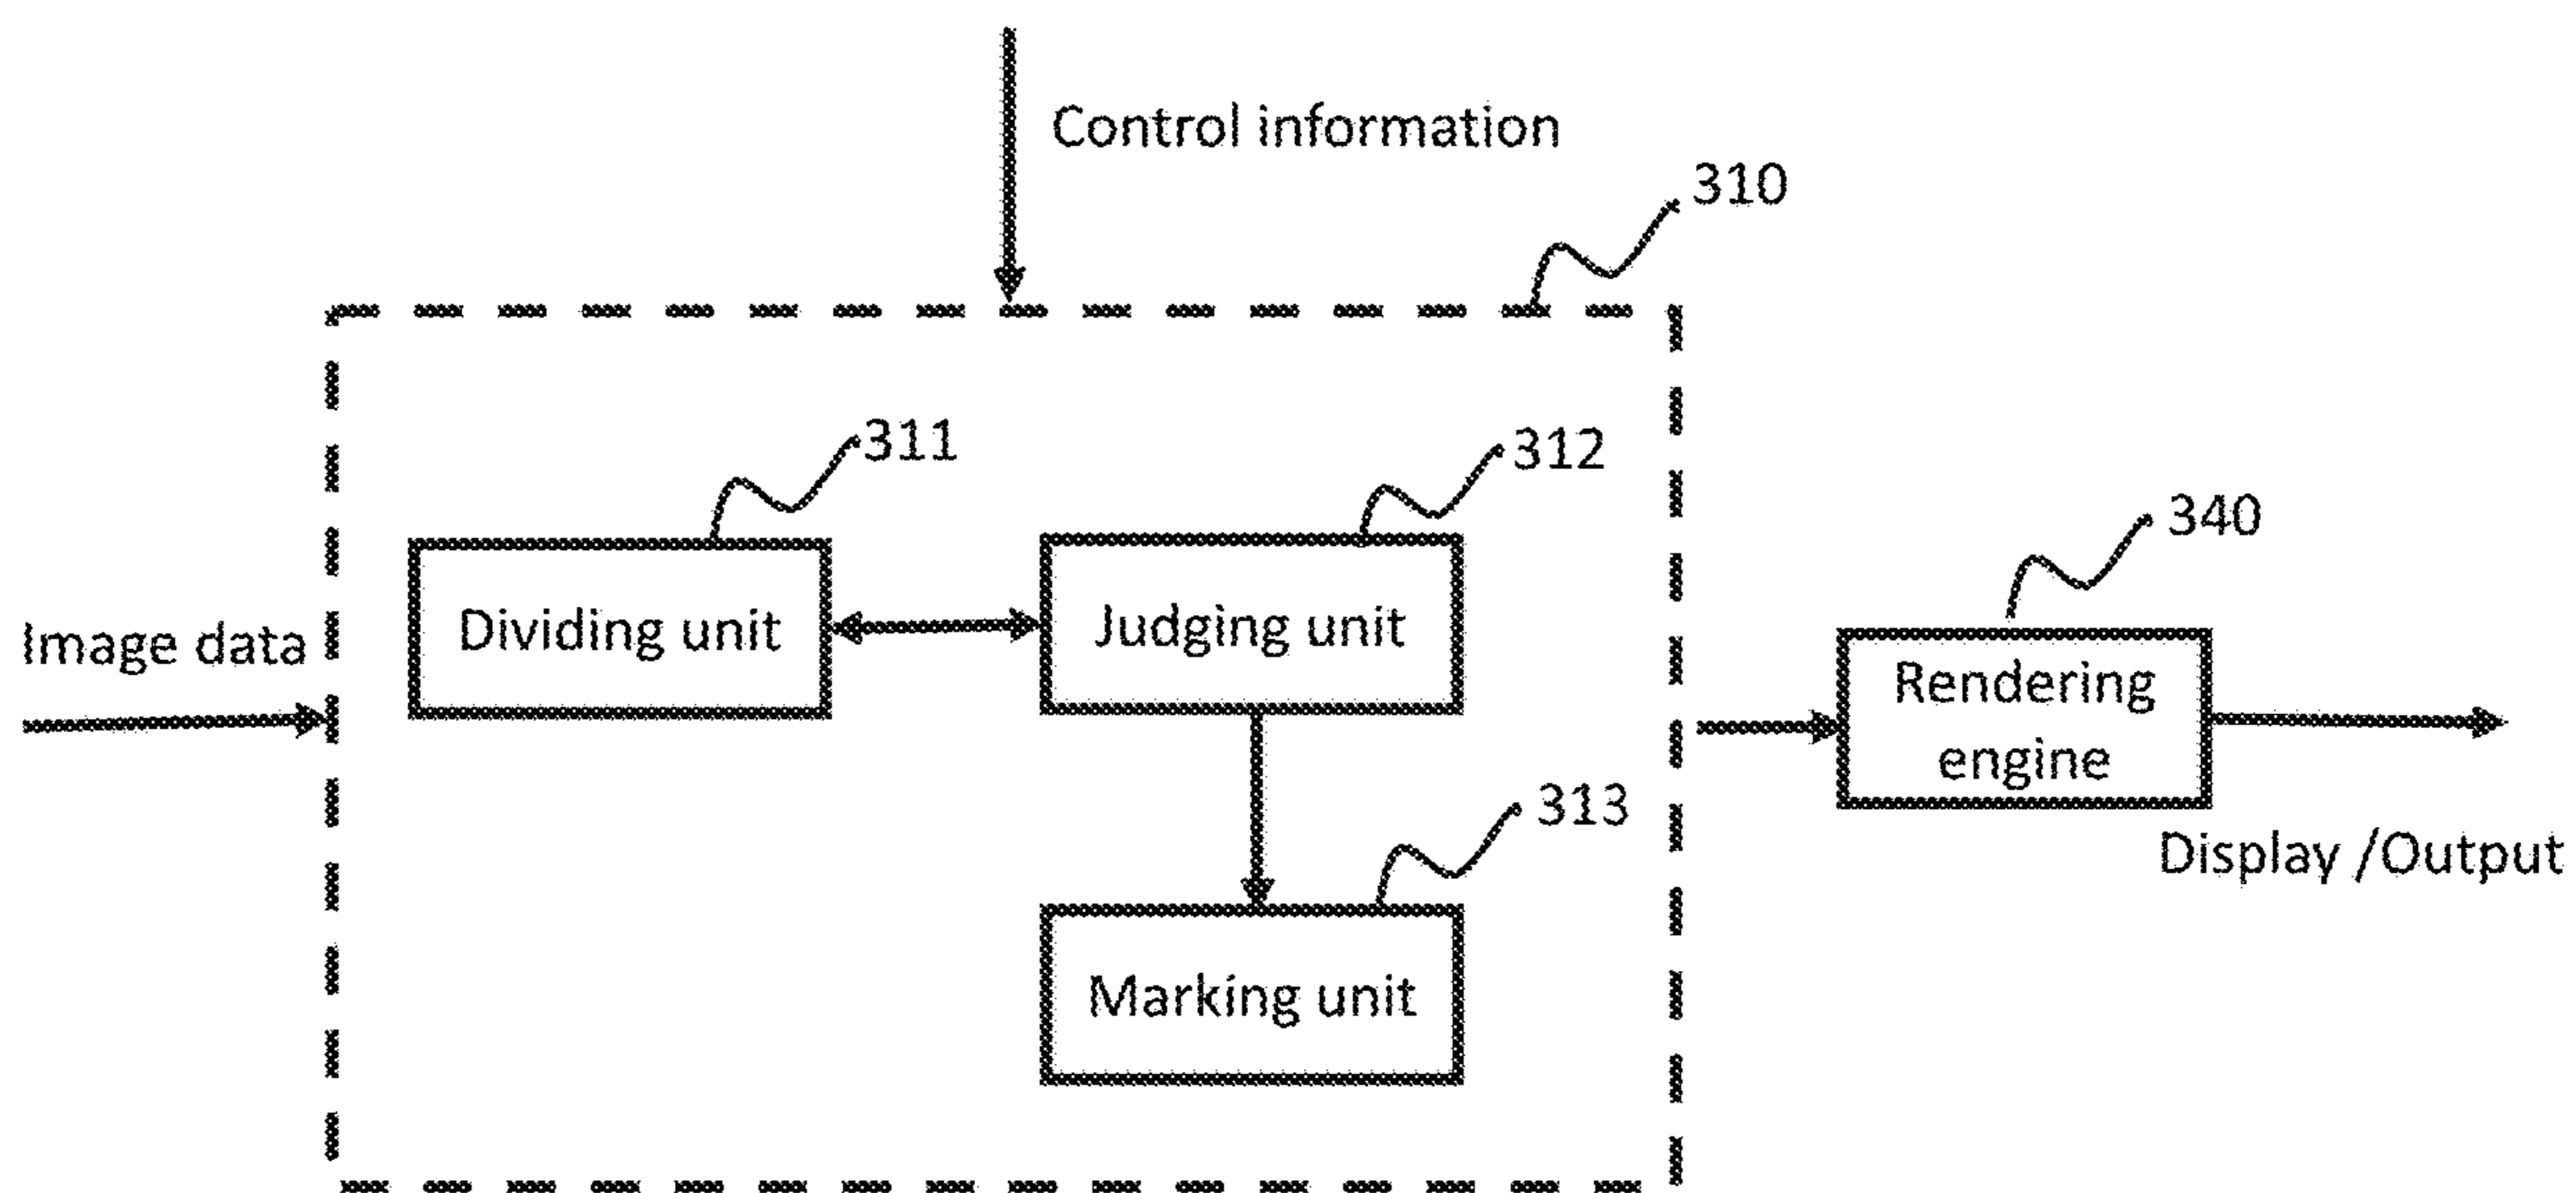 Control information
310
311
312
340
Image data
Dividing unit
Judging unit
Rendering
engine
313
Display /Output
Marking unit